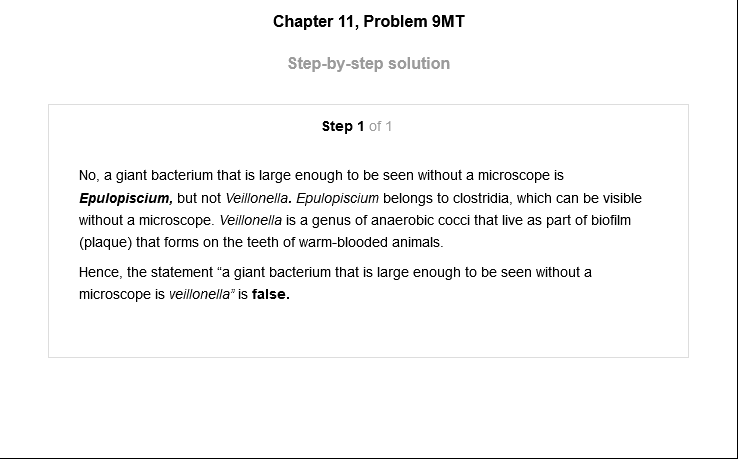 Chapter 11, Problem 9MT
Step-by-step solution
Step 1 of 1
No, a giant bacterium that is large enough to be seen without a microscope is
Epulopiscium, but not Veillonella. Epulopiscium belongs to clostridia, which can be visible
without a microscope. Veillonella is a genus of anaerobic cocci that live as part of biofilm
(plaque) that forms on the teeth of warm-blooded animals.
Hence, the statement “a giant bacterium that is large enough to be seen without a
microscope is veillonella” is false.